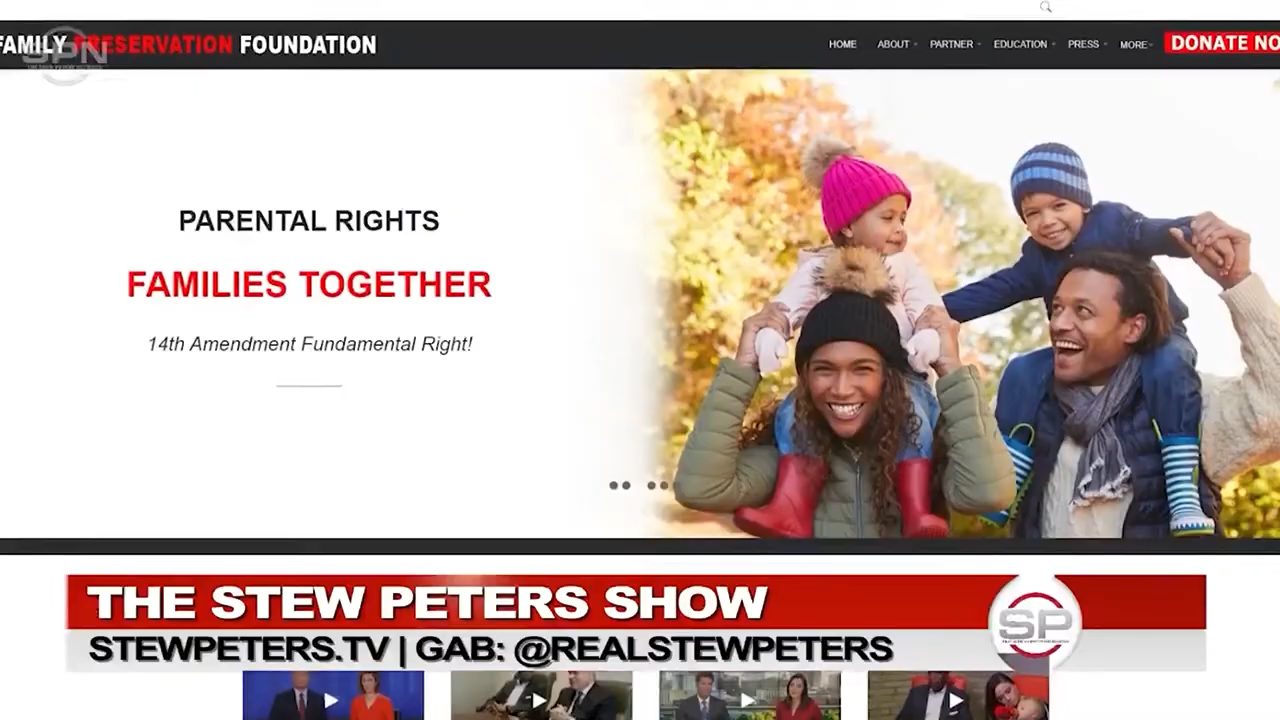 FAMILY PRESERVATION FOUNDATION
HOME ABOUT PARTNER EDUCATION PRESS MORE DONATE NO
SPN
PARENTAL RIGHTS
FAMILIES TOGETHER
14th Amendment Fundamental Right!
THE STEW PETERS SHOW
STEWPETERS.TV | GAB: @REALSTEWPETERS
SP